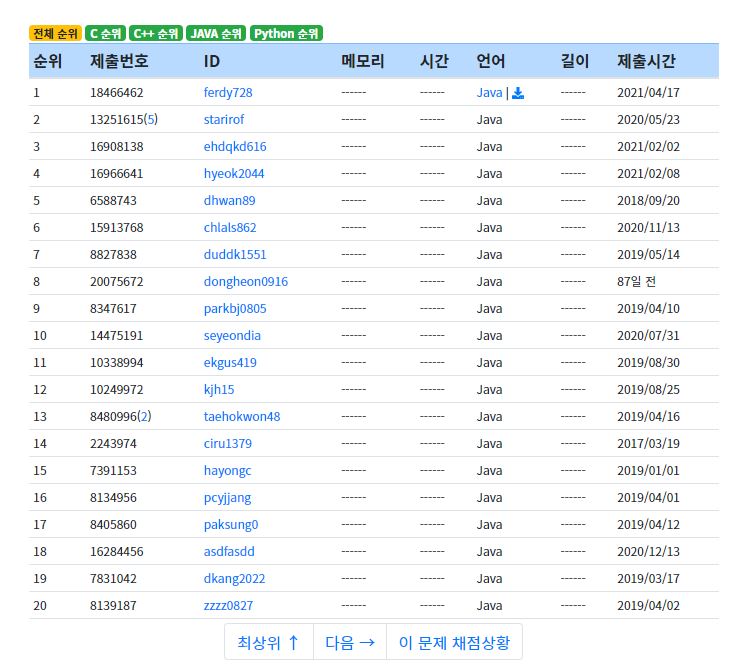 전체 순위 C 순위 C++ 순위 JAVA 순위 Python 순위
순위 제출번호 ID 메모리 시간 언어 길이 제출시간
1 18466462 ferdy728 ------ ------ Java | ------ 2021/04/17
2 13251615(5) starirof ------ ------ Java ------ 2020/05/23
3 16908138 ehdqkd616 ------ ------ Java ------ 2021/02/02
4 16966641 hyeok2044 ------ ------ Java ------ 2021/02/08
5 6588743 dhwan89 ------ ------ Java ------ 2018/09/20
6 15913768 chlals862 ------ ------ Java ------ 2020/11/13
7 8827838 duddk1551 ------ ------ Java ------ 2019/05/14
8 20075672 dongheon0916 ------ ------ Java ------ 87일 전
9 8347617 parkbj0805 ------ ------ Java ------ 2019/04/10
10 14475191 seyeondia ------ ------ Java ------ 2020/07/31
11 10338994 ekgus419 ------ ------ Java ------ 2019/08/30
12 10249972 kjh15 ------ ------ Java ------ 2019/08/25
13 8480996(2) taehokwon48 ------ ------ Java ------ 2019/04/16
14 2243974 ciru1379 ------ ------ Java ------ 2017/03/19
15 7391153 hayongc ------ ------ Java ------ 2019/01/01
16 8134956 pcyjjang ------ ------ Java ------ 2019/04/01
17 8405860 paksung0 ------ ------ Java ------ 2019/04/12
18 16284456 asdfasdd ------ ------ Java ------ 2020/12/13
19 7831042 dkang2022 ------ ------ Java ------ 2019/03/17
20 8139187 zzzz0827 ------ ------ Java ------ 2019/04/02
최상위 ↑ 다음 → 이 문제 채점상황